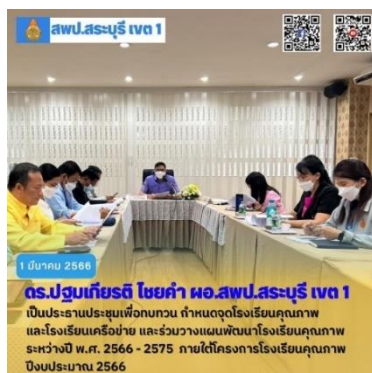 สพป.สระบุรี เขต 1
1 มีนาคม 2566
ดร.ปฐมเกียรติ ไชยคำ ผอ.สพป.สระบุรี เขต 1
เป็นประธานประชุมเพื่อทบทวน กำหนดจุดโรงเรียนคุณภาพ
และโรงเรียนเครือข่าย และร่วมวางแผนพัฒนาโรงเรียนคุณภาพ
ระหว่างปี พ.ศ. 2566 - 2575 ภายใต้โครงการโรงเรียนคุณภาพ
ปีงบประมาณ 2566